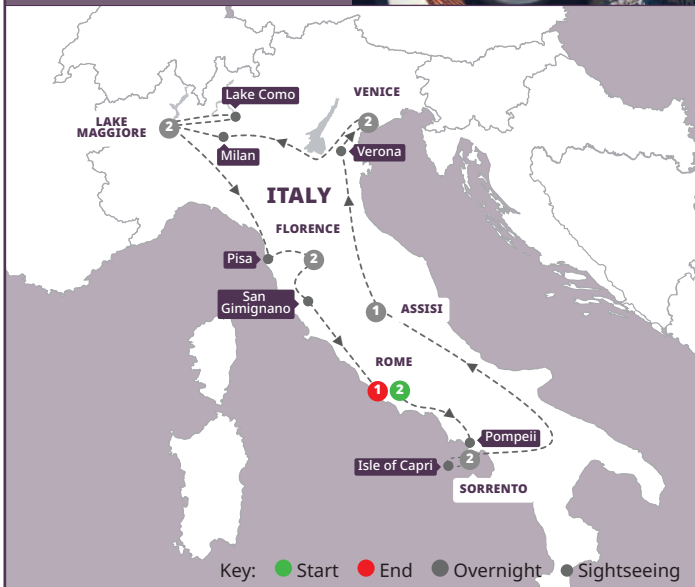 VENICE
Lake Como
2
LAKE
MAGGIORE
2
Milan
Verona
ITALY
FLORENCE
Pisa
2
San
Gimignano
1
ASSISI
ROME
1
2
Pompeii
Isle of Capri
2
SORRENTO
Key: Start End Overnight Sightseeing